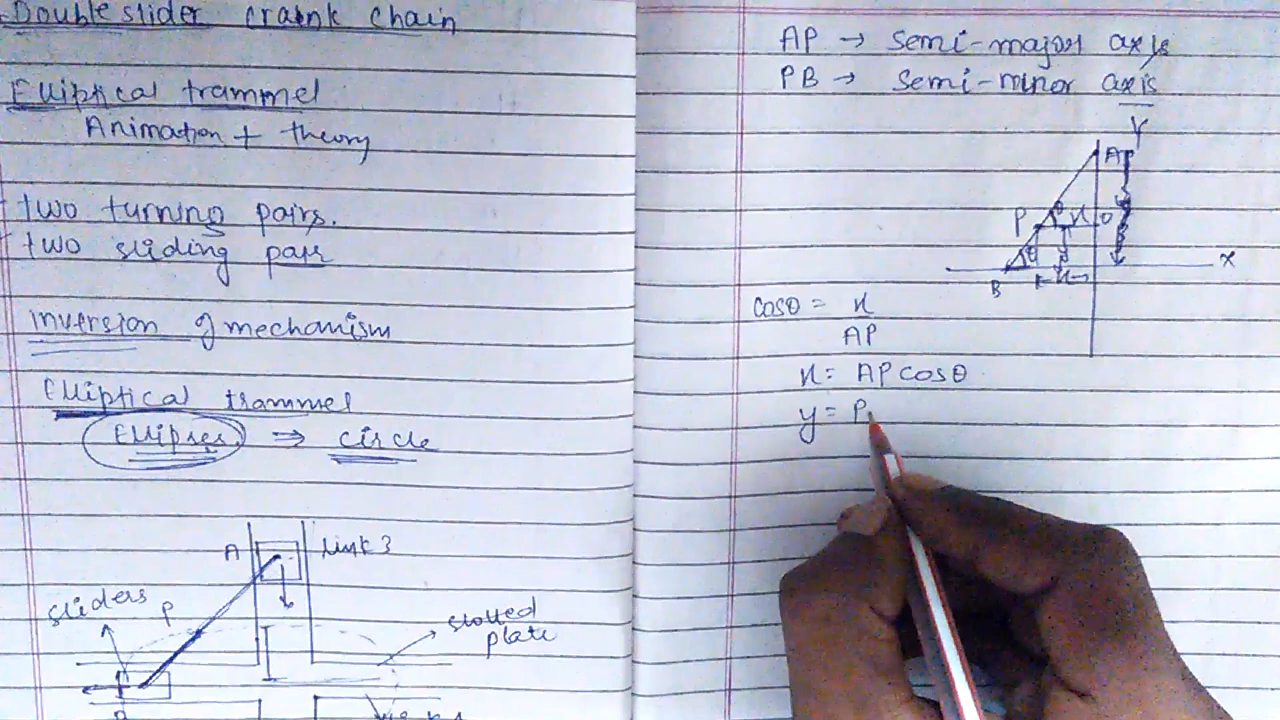 Double slider crank chain
Elliptical trammel
Animation + theory
two turning pairs.
two sliding pair
inversion of mechanism
Elliptical trammel
Ellipses ⇒ circle
A Link 3
sliders P
slotted
plate
AP → semi-major axis
PB → semi-minor axis
Y
A
P θ x O
θ
B x X
cosθ = x
AP
x = AP cosθ
y = P